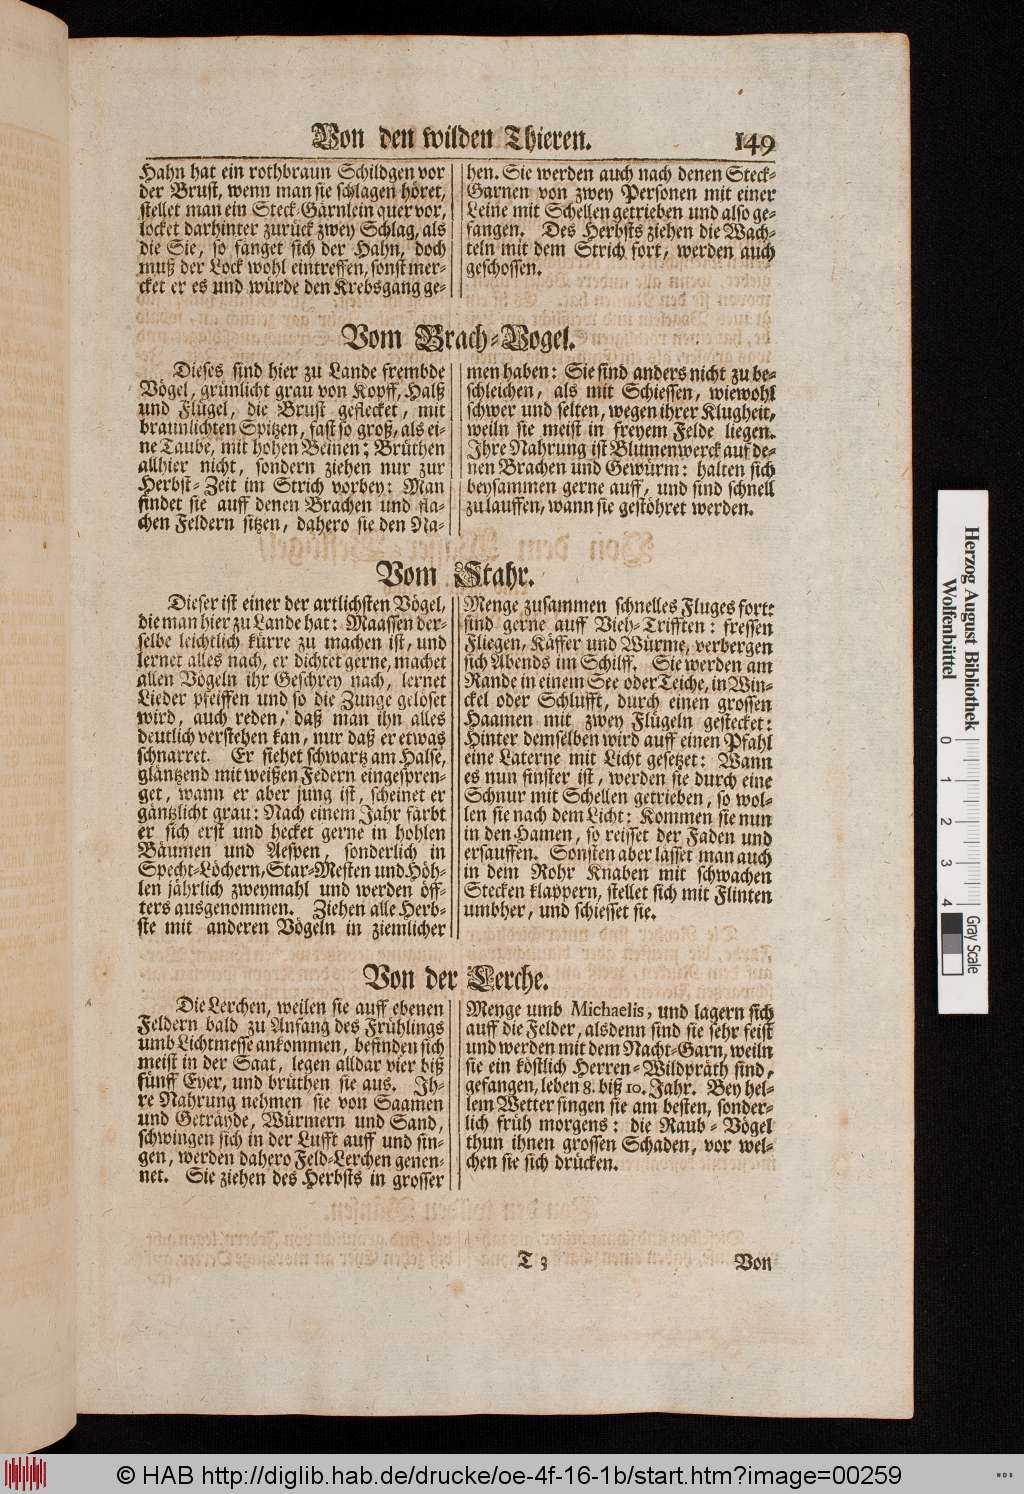 Von den wilden Thieren. 149
Hahn hat ein rothbraun Schildgen vor
der Brust, wenn man sie schlagen höret,
stellet man ein Steck-Gärnlein quer vor,
locket darhinter zurück zwey Schlag, als
die Sie, so fänget sich der Hahn, doch
muß der Lock wohl eintreffen, sonst mer-
cket er es und würde den Krebsgang ge-
hen. Sie werden auch nach denen Steck-
Garnen von zwey Personen mit einer
Leine mit Schellen getrieben und also ge-
fangen. Des Herbsts ziehen die Wach-
teln mit dem Strich fort, werden auch
geschossen.
Vom Brach-Vogel.
Dieses sind hier zu Lande frembde
Vögel, grünlicht grau von Kopff, Halß
und Flügel, die Brust geflecket, mit
braunlichten Spitzen, fast so groß, als ei-
ne Taube, mit hohen Beinen: Brüthen
allhier nicht, sondern ziehen nur zur
Herbst-Zeit im Strich vorbey: Man
findet sie auff denen Brachen und fla-
chen Feldern sitzen, dahero sie den Na-
men haben: Sie sind anders nicht zu be-
schleichen, als mit Schiessen, wiewohl
schwer und selten, wegen ihrer Klugheit,
weiln sie meist in freyem Felde liegen.
Ihre Nahrung ist Blumenwerck auf de-
nen Brachen und Gewürm: halten sich
beysammen gerne auff, und sind schnell
zu lauffen, wann sie gestöhret werden.
Vom Stahr.
Dieser ist einer der artlichsten Vögel,
die man hier zu Lande hat: Maassen der-
selbe leichtlich kürre zu machen ist, und
lernet alles nach, er dichtet gerne, machet
allen Vögeln ihr Geschrey nach, lernet
Lieder pfeiffen und so die Zunge gelöset
wird, auch reden, daß man ihn alles
deutlich verstehen kan, nur daß er etwas
schnarret. Er siehet schwartz am Halse,
gläntzend mit weißen Federn eingespren-
get, wann er aber jung ist, scheinet er
gäntzlicht grau: Nach einem Jahr färbt
er sich erst und hecket gerne in hohlen
Bäumen und Aespen, sonderlich in
Specht-Löchern, Star-Mesten und Höh-
len jährlich zweymahl und werden öff-
ters ausgenommen. Ziehen alle Herb-
ste mit anderen Vögeln in ziemlicher
Menge zusammen schnelles Fluges fort:
sind gerne auff Vieh-Trifften: fressen
Fliegen, Käffer und Würme, verbergen
sich Abends im Schilff. Sie werden am
Rande in einem See oder Teiche, in Win-
ckel oder Schlufft, durch einen grossen
Haamen mit zwey Flügeln gestecket:
Hinter demselben wird auff einen Pfahl
eine Laterne mit Licht gesetzet: Wann
es nun finster ist, werden sie durch eine
Schnur mit Schellen getrieben, so wol-
len sie nach dem Licht: Kommen sie nun
in den Hamen, so reisset der Faden und
ersauffen. Sonsten aber lässet man auch
in dem Rohr Knaben mit schwachen
Stecken klappern, stellet sich mit Flinten
umbher, und schiesset sie.
Von der Lerche.
Die Lerchen, weilen sie auff ebenen
Feldern bald zu Anfang des Frühlings
umb Lichtmesse ankommen, befinden sich
meist in der Saat, legen alldar vier biß
fünff Eyer, und brüthen sie aus. Ih-
re Nahrung nehmen sie von Saamen
und Geträyde, Würmern und Sand,
schwingen sich in der Lufft auff und sin-
gen, werden dahero Feld-Lerchen genen-
net. Sie ziehen des Herbsts in grosser
Menge umb Michaelis, und lagern sich
auff die Felder, alsdenn sind sie sehr feist
und werden mit dem Nacht-Garn, weiln
sie ein köstlich Herren-Wildpräth sind,
gefangen, leben 8. biß 10. Jahr. Bey hel-
lem Wetter singen sie am besten, sonder-
lich früh morgens: die Raub-Vögel
thun ihnen grossen Schaden, vor wel-
chen sie sich drücken.
T 3 Von
Herzog August Bibliothek
Wolfenbüttel
0 1 2 3 4 Gray Scale
© HAB http://diglib.hab.de/drucke/oe-4f-16-1b/start.htm?image=00259
WDB